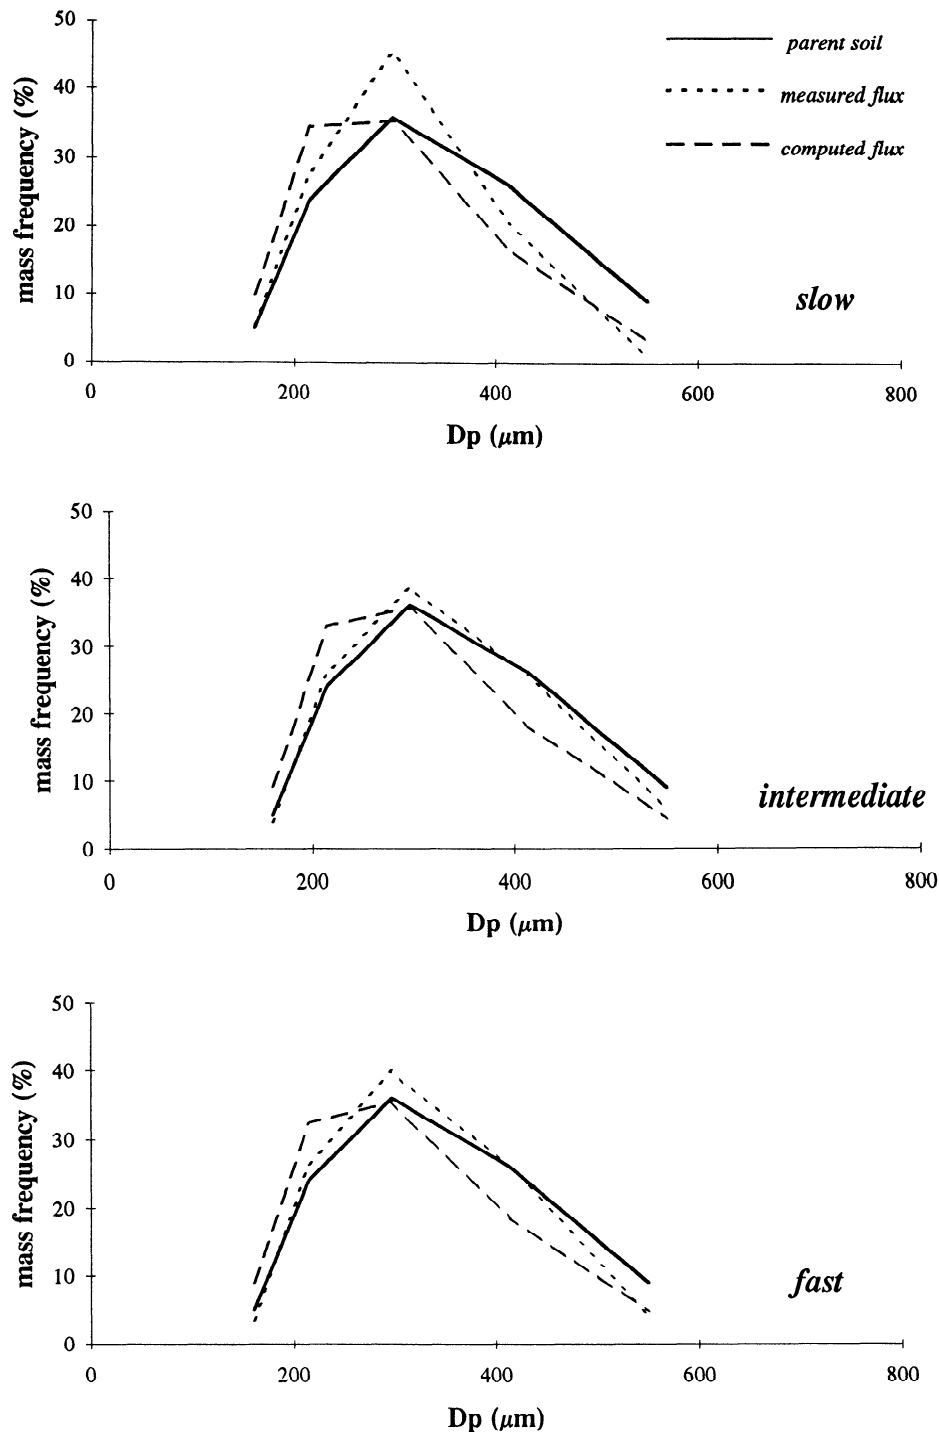 50
40
30
20
10
0
mass frequency (%)
parent soil
measured flux
computed flux
slow
0 200 400 600 800
Dp (μm)
50
40
30
20
10
0
mass frequency (%)
intermediate
0 200 400 600 800
Dp (μm)
50
40
30
20
10
0
mass frequency (%)
fast
0 200 400 600 800
Dp (μm)